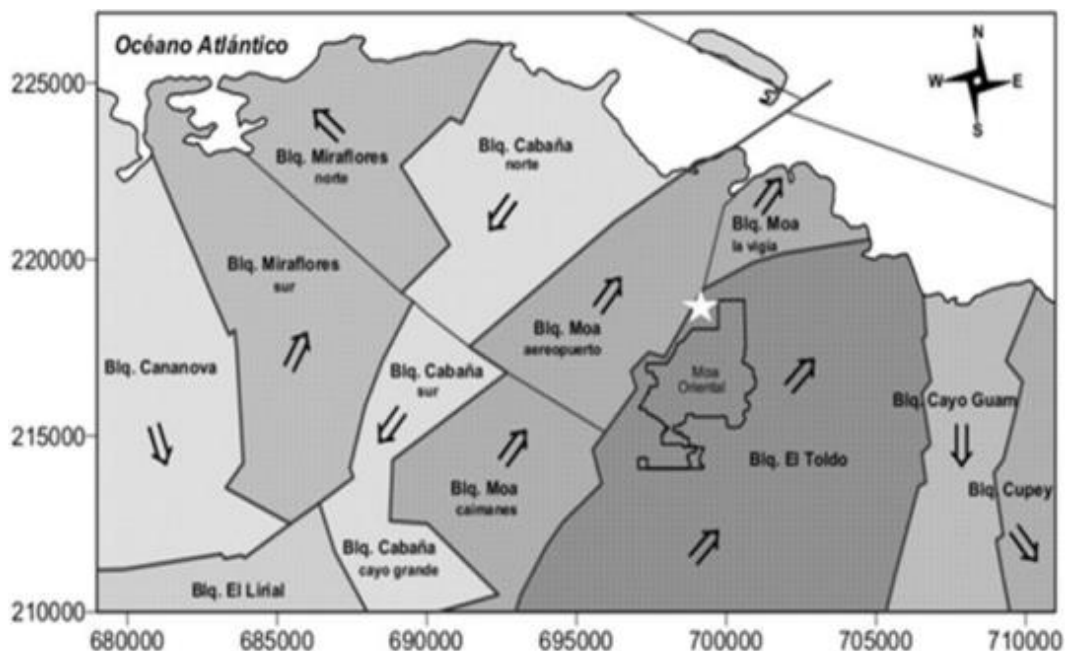 Océano Atlántico
N
W
E
S
225000
220000
215000
210000
Blq. Miraflores
norte
Blq. Cabaña
norte
Blq. Moa
la vigia
Blq. Miraflores
sur
Blq. Moa
aereopuerto
Blq. Cananova
Blq. Cabaña
sur
Moa
Oriental
Blq. Cayo Guam
Blq. El Toldo
Blq. Moa
caimanes
Blq. Cupey
Blq. Cabaña
cayo grande
Blq. El Lirial
680000
685000
690000
695000
700000
705000
710000